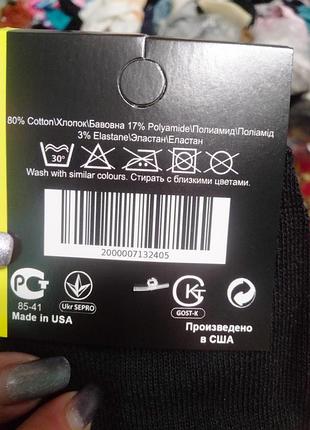 80% Cotton\Хлопок\Бавовна 17% Polyamide\Полиамид\Поліамід
3% Elastane\Эластан\Еластан
30°
Wash with similar colours. Стирать с близкими цветами.
2000007132405
PG
85-41
Ukr SEPRO
GOST-K
Made in USA
Произведено
в США